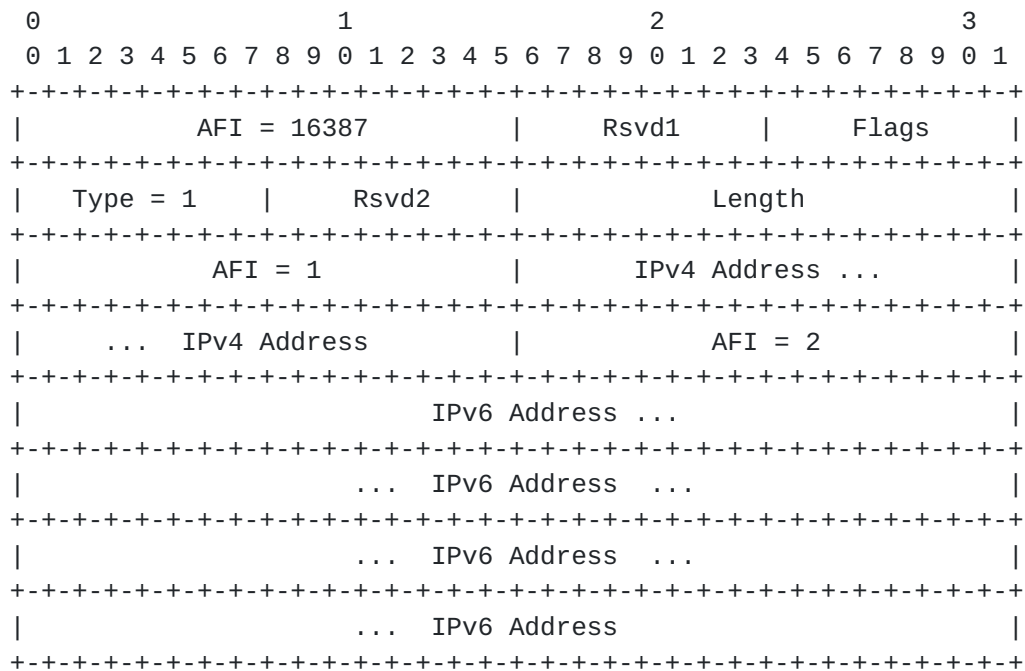 0                   1                   2                   3
 0 1 2 3 4 5 6 7 8 9 0 1 2 3 4 5 6 7 8 9 0 1 2 3 4 5 6 7 8 9 0 1
+-+-+-+-+-+-+-+-+-+-+-+-+-+-+-+-+-+-+-+-+-+-+-+-+-+-+-+-+-+-+-+-+
|           AFI = 16387         |     Rsvd1     |     Flags     |
+-+-+-+-+-+-+-+-+-+-+-+-+-+-+-+-+-+-+-+-+-+-+-+-+-+-+-+-+-+-+-+-+
|   Type = 1    |     Rsvd2     |            Length             |
+-+-+-+-+-+-+-+-+-+-+-+-+-+-+-+-+-+-+-+-+-+-+-+-+-+-+-+-+-+-+-+-+
|            AFI = 1            |       IPv4 Address ...        |
+-+-+-+-+-+-+-+-+-+-+-+-+-+-+-+-+-+-+-+-+-+-+-+-+-+-+-+-+-+-+-+-+
|     ...  IPv4 Address         |            AFI = 2            |
+-+-+-+-+-+-+-+-+-+-+-+-+-+-+-+-+-+-+-+-+-+-+-+-+-+-+-+-+-+-+-+-+
|                          IPv6 Address ...                     |
+-+-+-+-+-+-+-+-+-+-+-+-+-+-+-+-+-+-+-+-+-+-+-+-+-+-+-+-+-+-+-+-+
|                     ...  IPv6 Address  ...                    |
+-+-+-+-+-+-+-+-+-+-+-+-+-+-+-+-+-+-+-+-+-+-+-+-+-+-+-+-+-+-+-+-+
|                     ...  IPv6 Address  ...                    |
+-+-+-+-+-+-+-+-+-+-+-+-+-+-+-+-+-+-+-+-+-+-+-+-+-+-+-+-+-+-+-+-+
|                     ...  IPv6 Address                         |
+-+-+-+-+-+-+-+-+-+-+-+-+-+-+-+-+-+-+-+-+-+-+-+-+-+-+-+-+-+-+-+-+